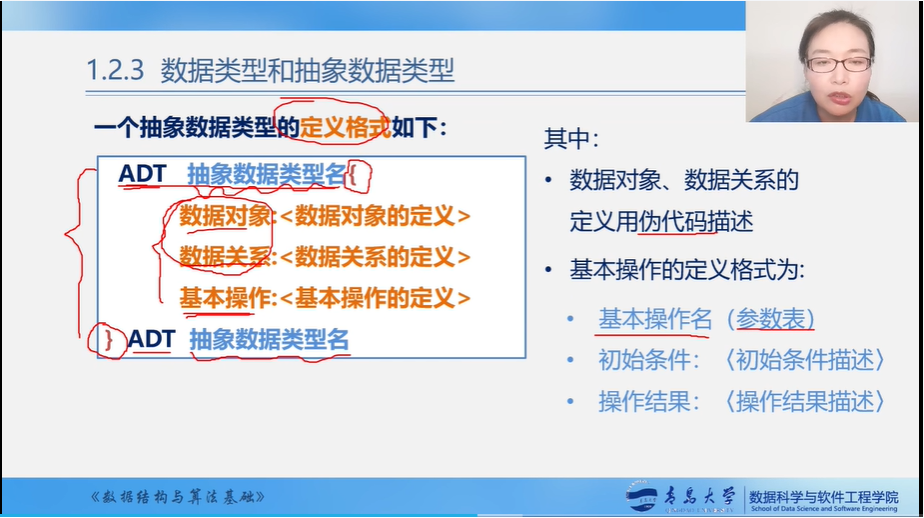 1.2.3 数据类型和抽象数据类型
一个抽象数据类型的定义格式如下：
ADT 抽象数据类型名{
数据对象:<数据对象的定义>
数据关系:<数据关系的定义>
基本操作:<基本操作的定义>
} ADT 抽象数据类型名
其中：
• 数据对象、数据关系的
定义用伪代码描述
• 基本操作的定义格式为:
• 基本操作名（参数表）
• 初始条件：〈初始条件描述〉
• 操作结果：〈操作结果描述〉
《数据结构与算法基础》
青岛大学
数据科学与软件工程学院
School of Data Science and Software Engineering